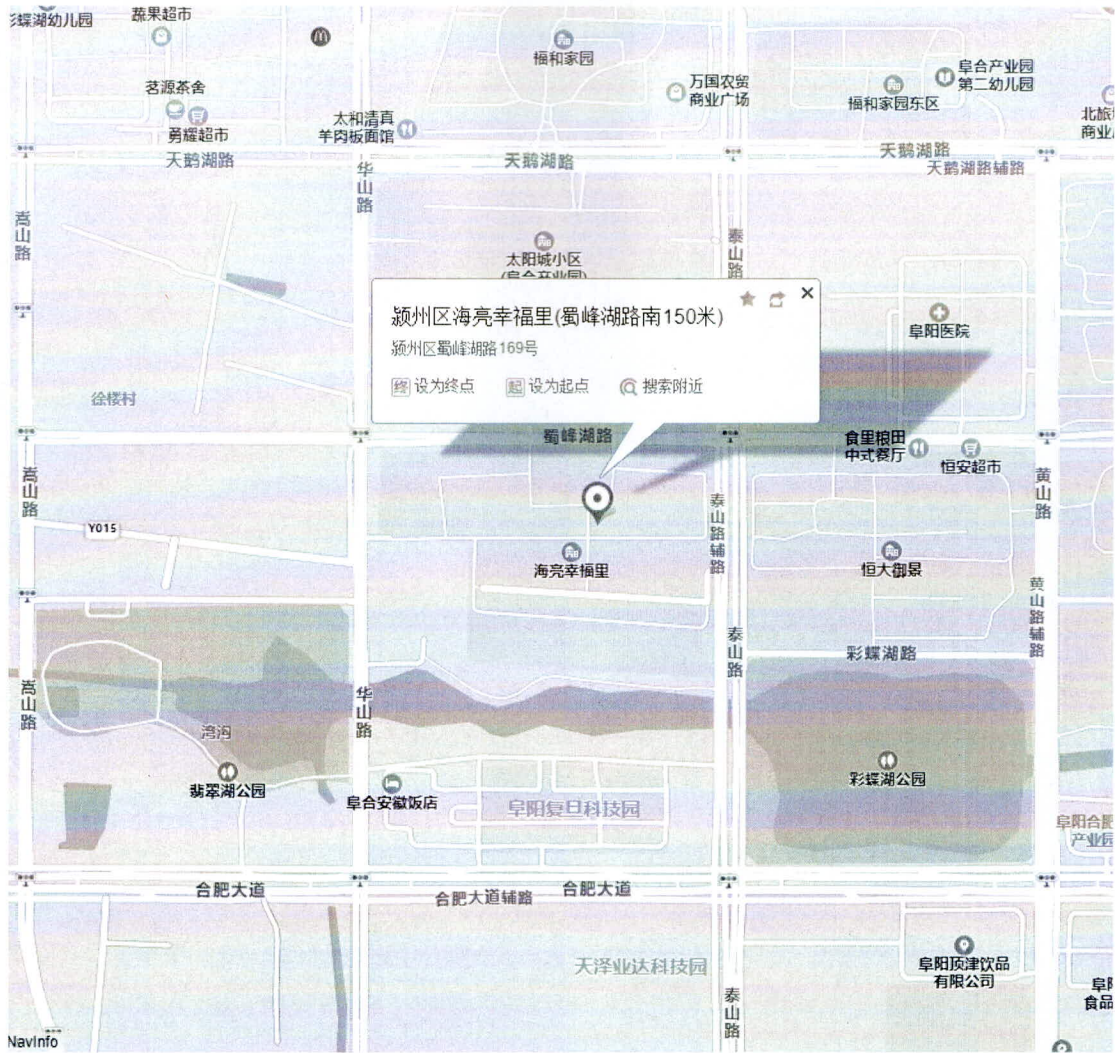 彩蝶湖幼儿园
蔬果超市
茗源茶舍
勇耀超市
太和清真
羊肉板面馆
福和家园
万国农贸
商业广场
福和家园东区
阜合产业园
第二幼儿园
北旅
商业
天鹅湖路
天鹅湖路
天鹅湖路
天鹅湖路辅路
嵩山路
华山路
泰山路
太阳城小区
(阜合产业园)
颍州区海亮幸福里(蜀峰湖路南150米)
颍州区蜀峰湖路169号
终 设为终点
起 设为起点
搜索附近
阜阳医院
徐楼村
蜀峰湖路
食里粮田
中式餐厅
恒安超市
嵩山路
Y015
泰山路辅路
黄山路
海亮幸福里
恒大御景
黄山路辅路
泰山路
彩蝶湖路
嵩山路
华山路
湾沟
翡翠湖公园
阜合安徽饭店
阜阳复旦科技园
彩蝶湖公园
阜阳合肥
产业园
合肥大道
合肥大道辅路
合肥大道
天泽业达科技园
泰山路
阜阳顶津饮品
有限公司
阜阳
食品
NavInfo